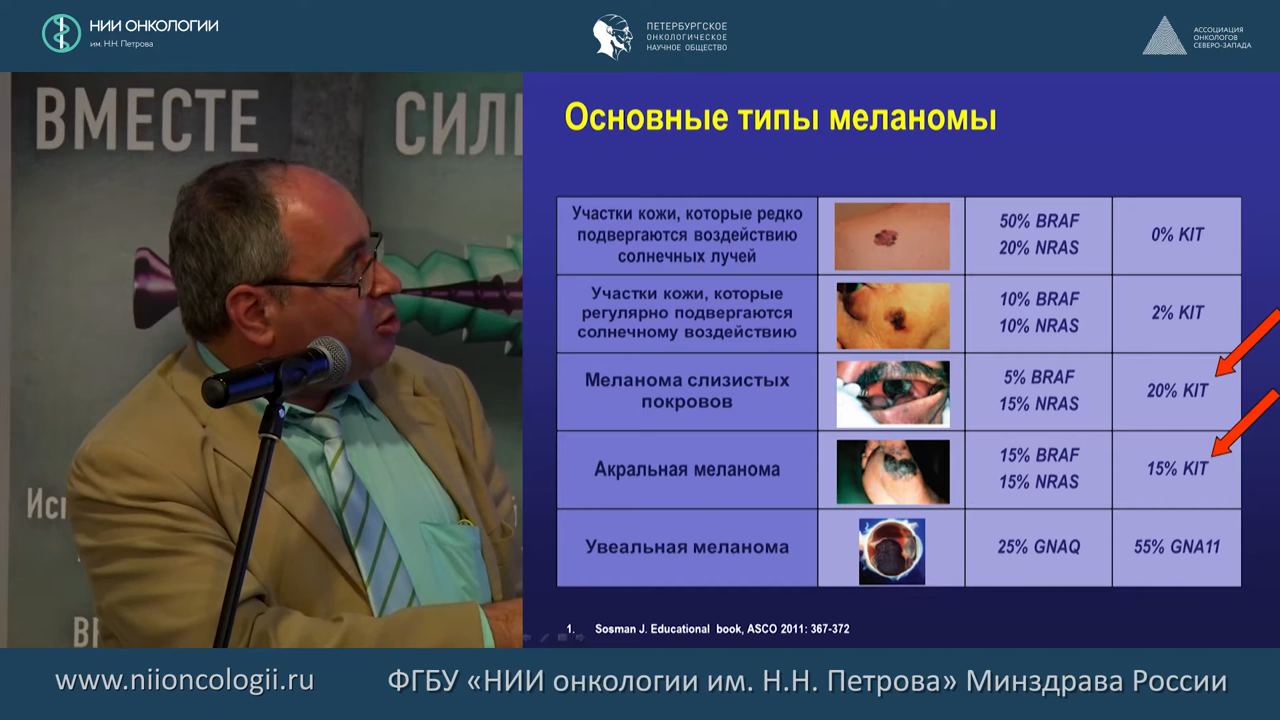 НИИ ОНКОЛОГИИ
им. Н.Н. Петрова
ПЕТЕРБУРГСКОЕ
ОНКОЛОГИЧЕСКОЕ
НАУЧНОЕ ОБЩЕСТВО
АССОЦИАЦИЯ
ОНКОЛОГОВ
СЕВЕРО-ЗАПАДА
ВМЕСТЕ
Основные типы меланомы
Участки кожи, которые редко
подвергаются воздействию
солнечных лучей
50% BRAF
20% NRAS
0% KIT
Участки кожи, которые
регулярно подвергаются
солнечному воздействию
10% BRAF
10% NRAS
2% KIT
Меланома слизистых
покровов
5% BRAF
15% NRAS
20% KIT
Акральная меланома
15% BRAF
15% NRAS
15% KIT
Увеальная меланома
25% GNAQ
55% GNA11
1. Sosman J. Educational book, ASCO 2011: 367-372
www.niioncologii.ru
ФГБУ «НИИ онкологии им. Н.Н. Петрова» Минздрава России